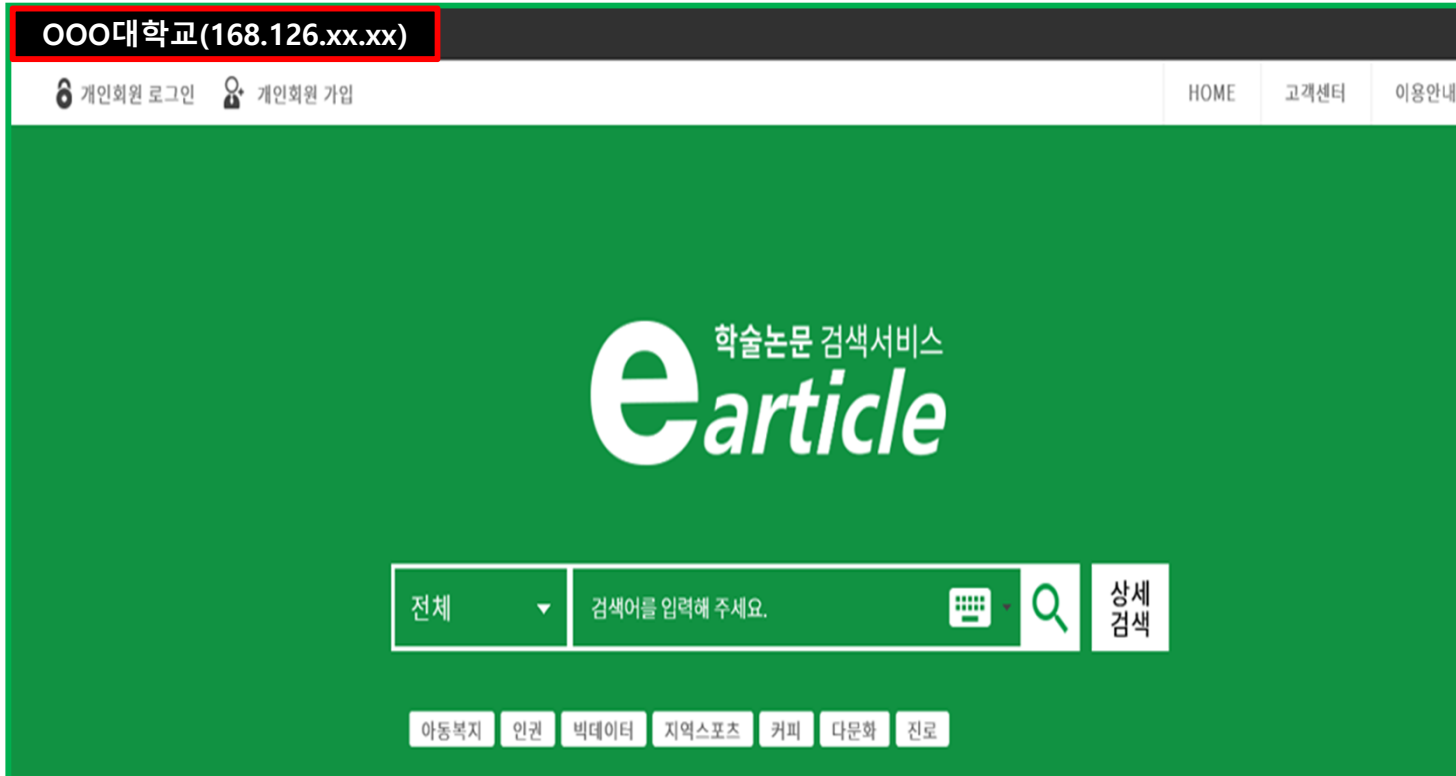 OOO대학교(168.126.xx.xx)
개인회원 로그인 개인회원 가입 HOME 고객센터 이용안내
학술논문 검색서비스
earticle
전체 검색어를 입력해 주세요. 상세
검색
아동복지 인권 빅데이터 지역스포츠 커피 다문화 진로